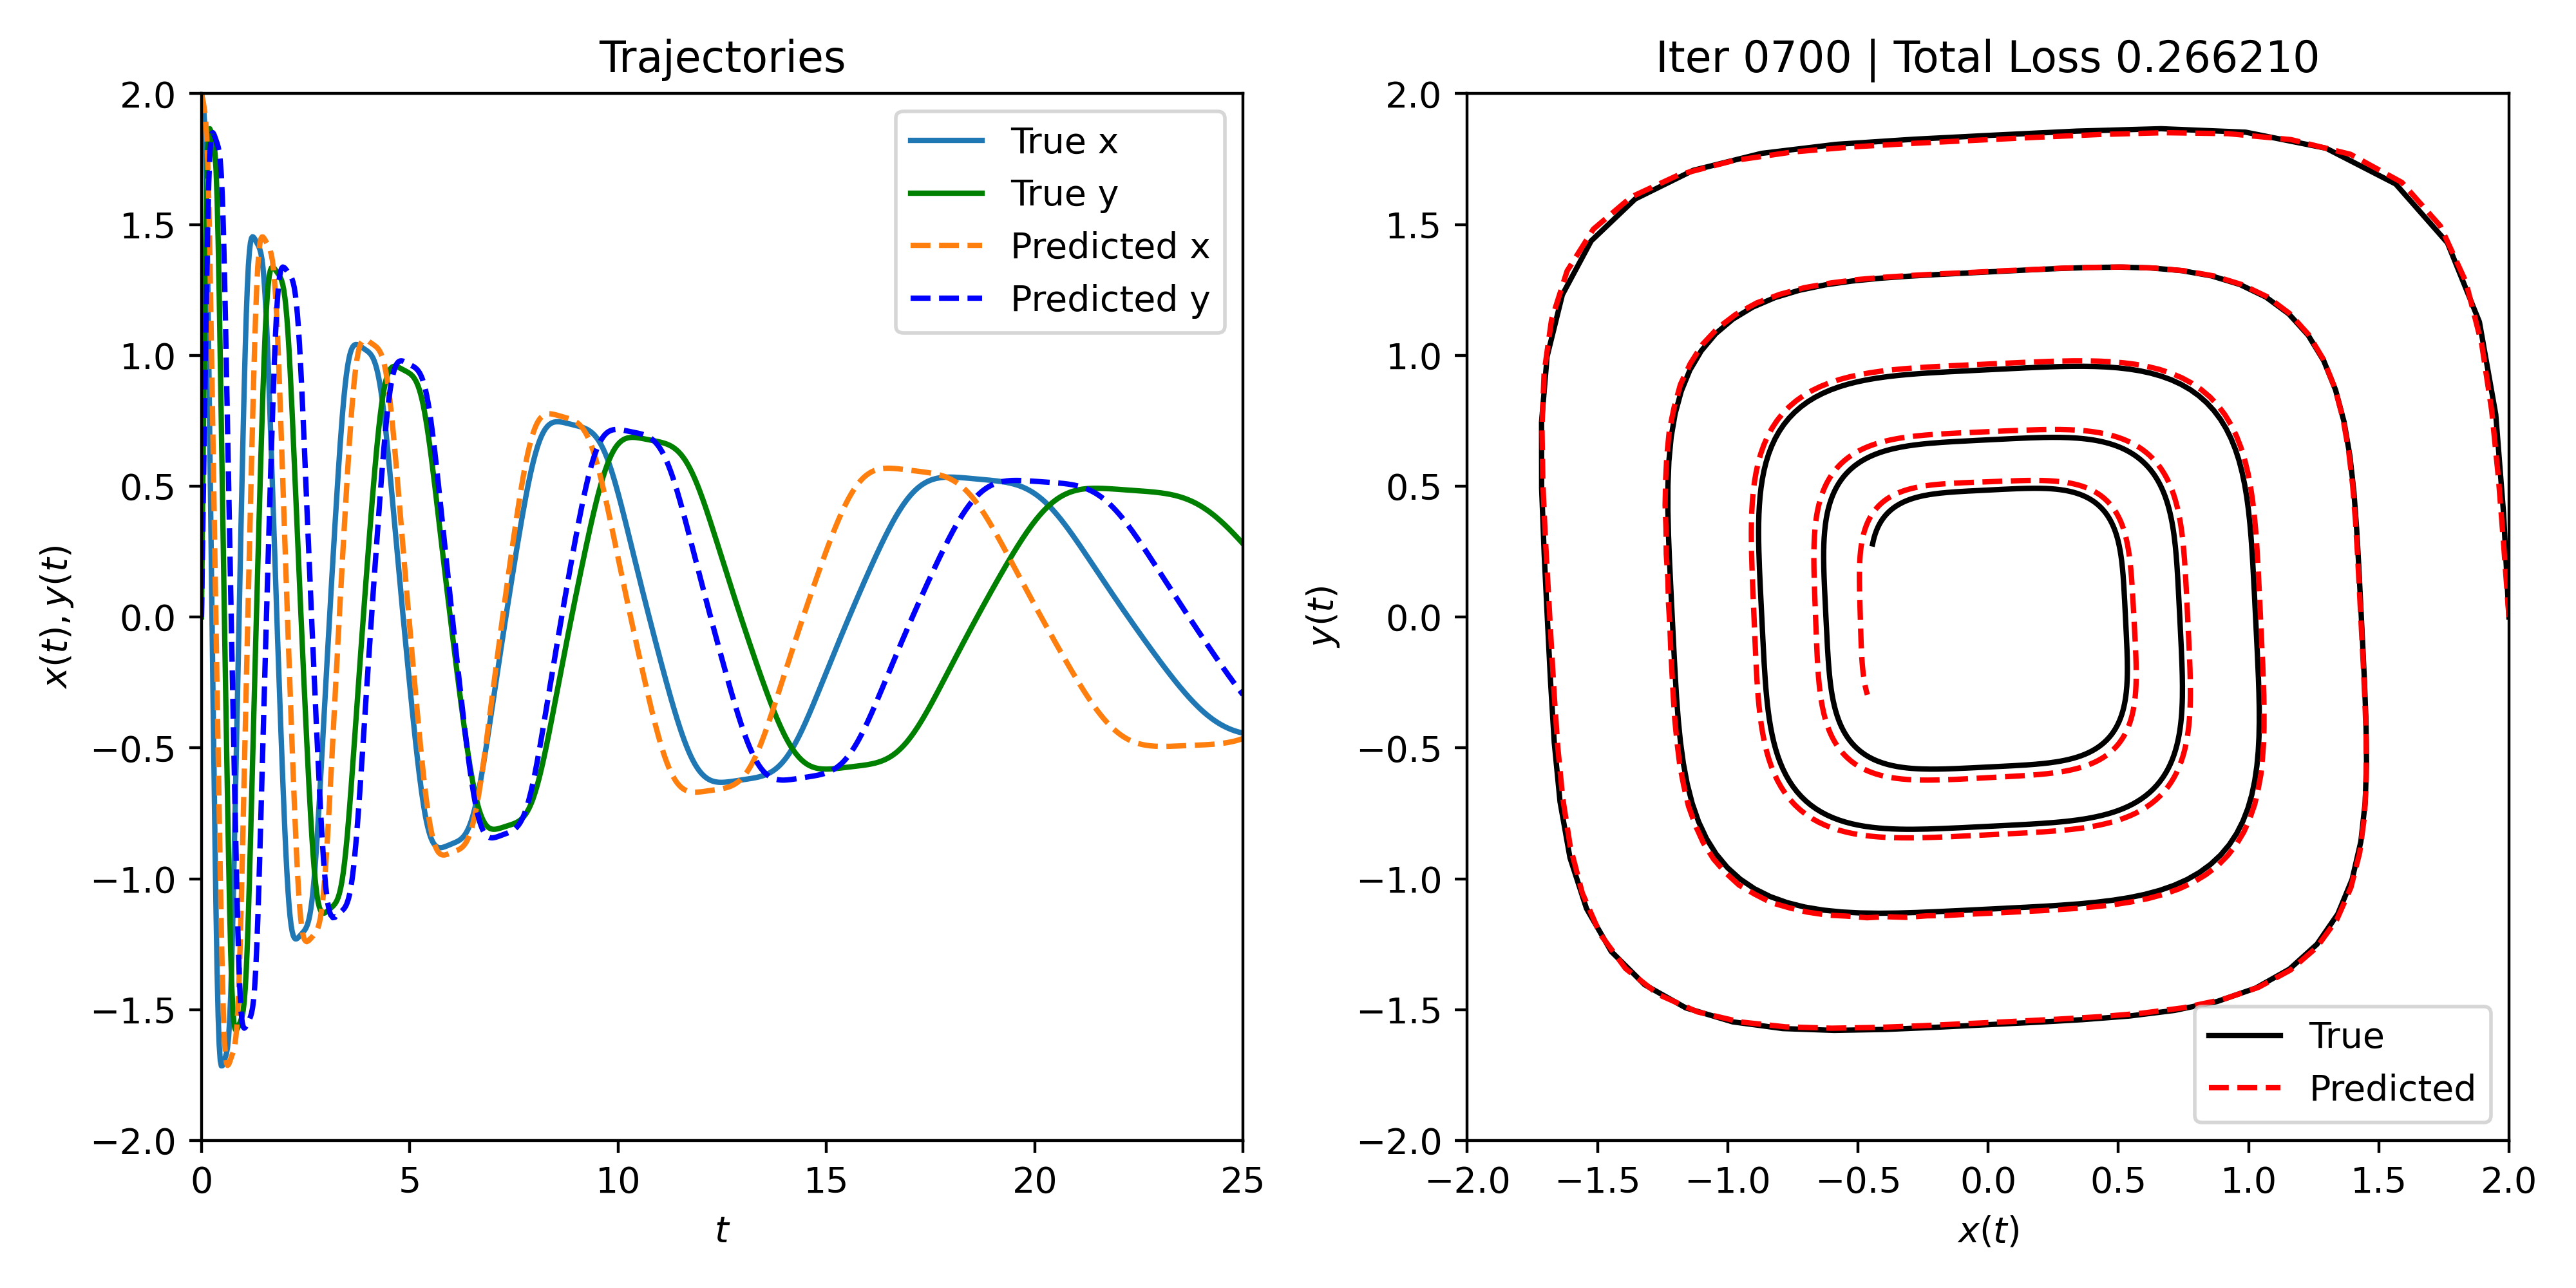 Trajectories
2.0
1.5
1.0
0.5
0.0
−0.5
−1.0
−1.5
−2.0
x(t), y(t)
0 5 10 15 20 25
t
True x
True y
Predicted x
Predicted y
Iter 0700 | Total Loss 0.266210
2.0
1.5
1.0
0.5
0.0
−0.5
−1.0
−1.5
−2.0
y(t)
−2.0 −1.5 −1.0 −0.5 0.0 0.5 1.0 1.5 2.0
x(t)
True
Predicted